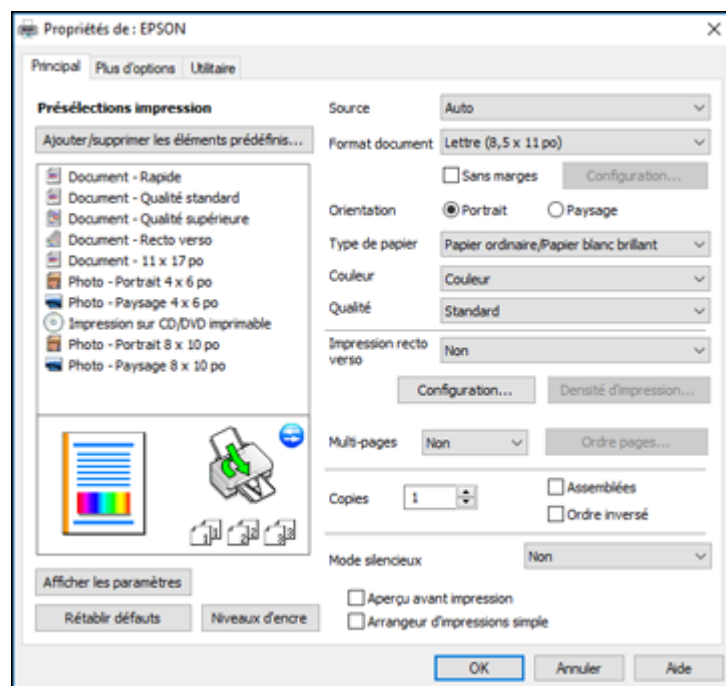 Propriétés de : EPSON
Principal Plus d'options Utilitaire
Présélections impression
Ajouter/supprimer les éléments prédéfinis...
Document - Rapide
Document - Qualité standard
Document - Qualité supérieure
Document - Recto verso
Document - 11 x 17 po
Photo - Portrait 4 x 6 po
Photo - Paysage 4 x 6 po
Impression sur CD/DVD imprimable
Photo - Portrait 8 x 10 po
Photo - Paysage 8 x 10 po
1 1 2 2 3 3
Afficher les paramètres
Rétablir défauts Niveaux d'encre
Source Auto
Format document Lettre (8,5 x 11 po)
Sans marges Configuration...
Orientation Portrait Paysage
Type de papier Papier ordinaire/Papier blanc brillant
Couleur Couleur
Qualité Standard
Impression recto
verso
Non
Configuration... Densité d'impression...
Multi-pages Non Ordre pages...
Copies 1 Assemblées
Ordre inversé
Mode silencieux Non
Aperçu avant impression
Arrangeur d'impressions simple
OK Annuler Aide